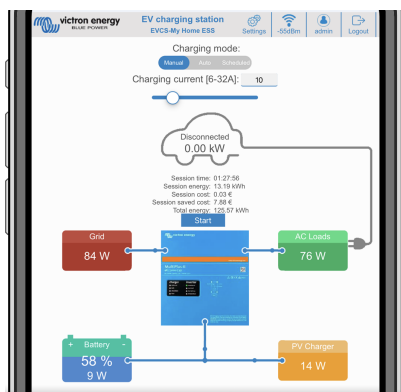 victron energy
BLUE POWER
EV charging station
EVCS-My Home ESS
Settings
-55dBm
admin
Logout
Charging mode:
Manual
Auto
Scheduled
Charging current [6-32A]:
10
Disconnected
0.00 kW
Session time: 01:27:56
Session energy: 13.19 kWh
Session cost: 0.03 €
Session saved cost: 7.88 €
Total energy: 125.57 kWh
Start
Grid
84 W
victron energy
AC Loads
76 W
+ Battery -
58 %
9 W
PV Charger
14 W